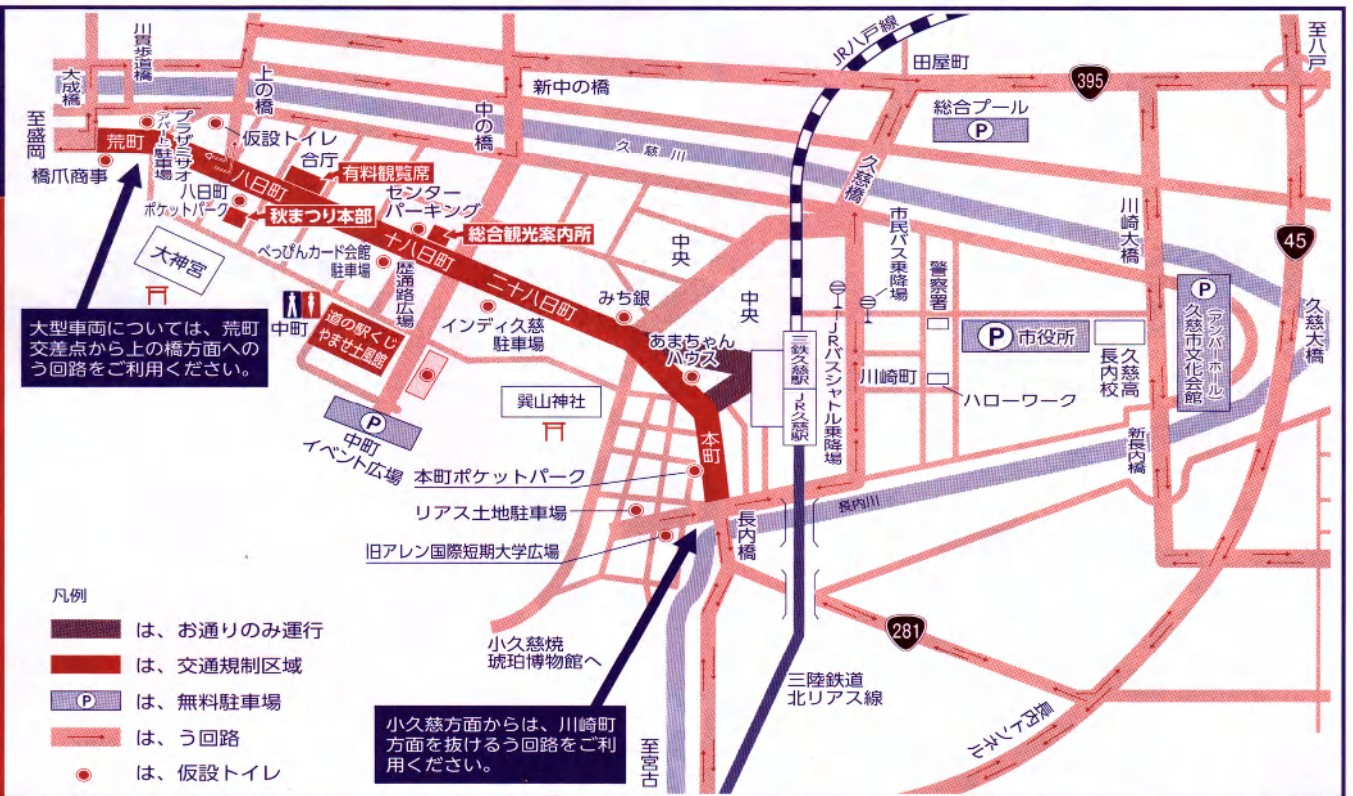 至八戸
JR八戸線
川貫歩道橋
上の橋
大成橋
田屋町
395
新中の橋
中の橋
総合プール
P
至盛岡
荒町
プラザミサオ
アパート駐車場
仮設トイレ
合庁
有料観覧席
久慈川
久慈橋
橋爪商事
八日町
八日町
ポケットパーク
センター
パーキング
秋まつり本部
総合観光案内所
十八日町
市民バス乗降場
川崎大橋
45
大神宮
べっぴんカード会館
駐車場
歴通路広場
二十八日町
中央
警察署
みち銀
中央
P
久慈市文化会館
(アンバーホール)
久慈大橋
大型車両については、荒町
交差点から上の橋方面への
う回路をご利用ください。
中町
道の駅くじ
やませ土風館
インディ久慈
駐車場
あまちゃん
ハウス
三鉄久慈駅
JR久慈駅
JRバスシャトル乗降場
P 市役所
久慈高
長内校
川崎町
ハローワーク
巽山神社
P
中町
イベント広場
本町
新長内橋
本町ポケットパーク
リアス土地駐車場
長内川
長内橋
旧アレン国際短期大学広場
凡例
は、お通りのみ運行
は、交通規制区域
P は、無料駐車場
は、う回路
は、仮設トイレ
小久慈焼
琥珀博物館へ
281
三陸鉄道
北リアス線
長内トンネル
小久慈方面からは、川崎町
方面を抜けるう回路をご利
用ください。
至宮古